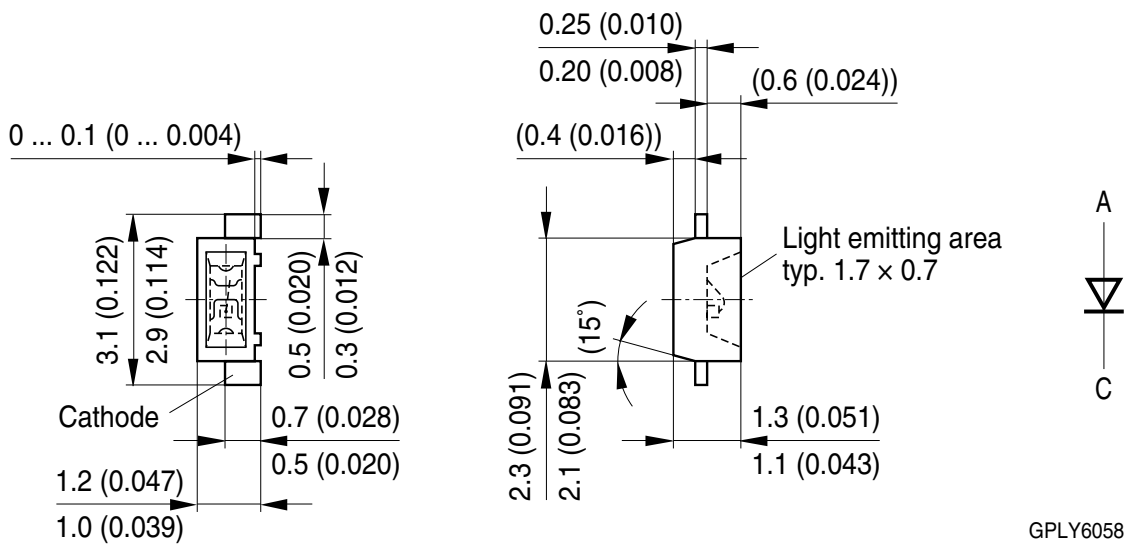 0.25 (0.010)
0.20 (0.008)
(0.6 (0.024))
0 ... 0.1 (0 ... 0.004)
(0.4 (0.016))
3.1 (0.122)
2.9 (0.114)
0.5 (0.020)
0.3 (0.012)
Cathode
0.7 (0.028)
0.5 (0.020)
1.2 (0.047)
1.0 (0.039)
Light emitting area
typ. 1.7 × 0.7
(15°)
2.3 (0.091)
2.1 (0.083)
1.3 (0.051)
1.1 (0.043)
A
C
GPLY6058